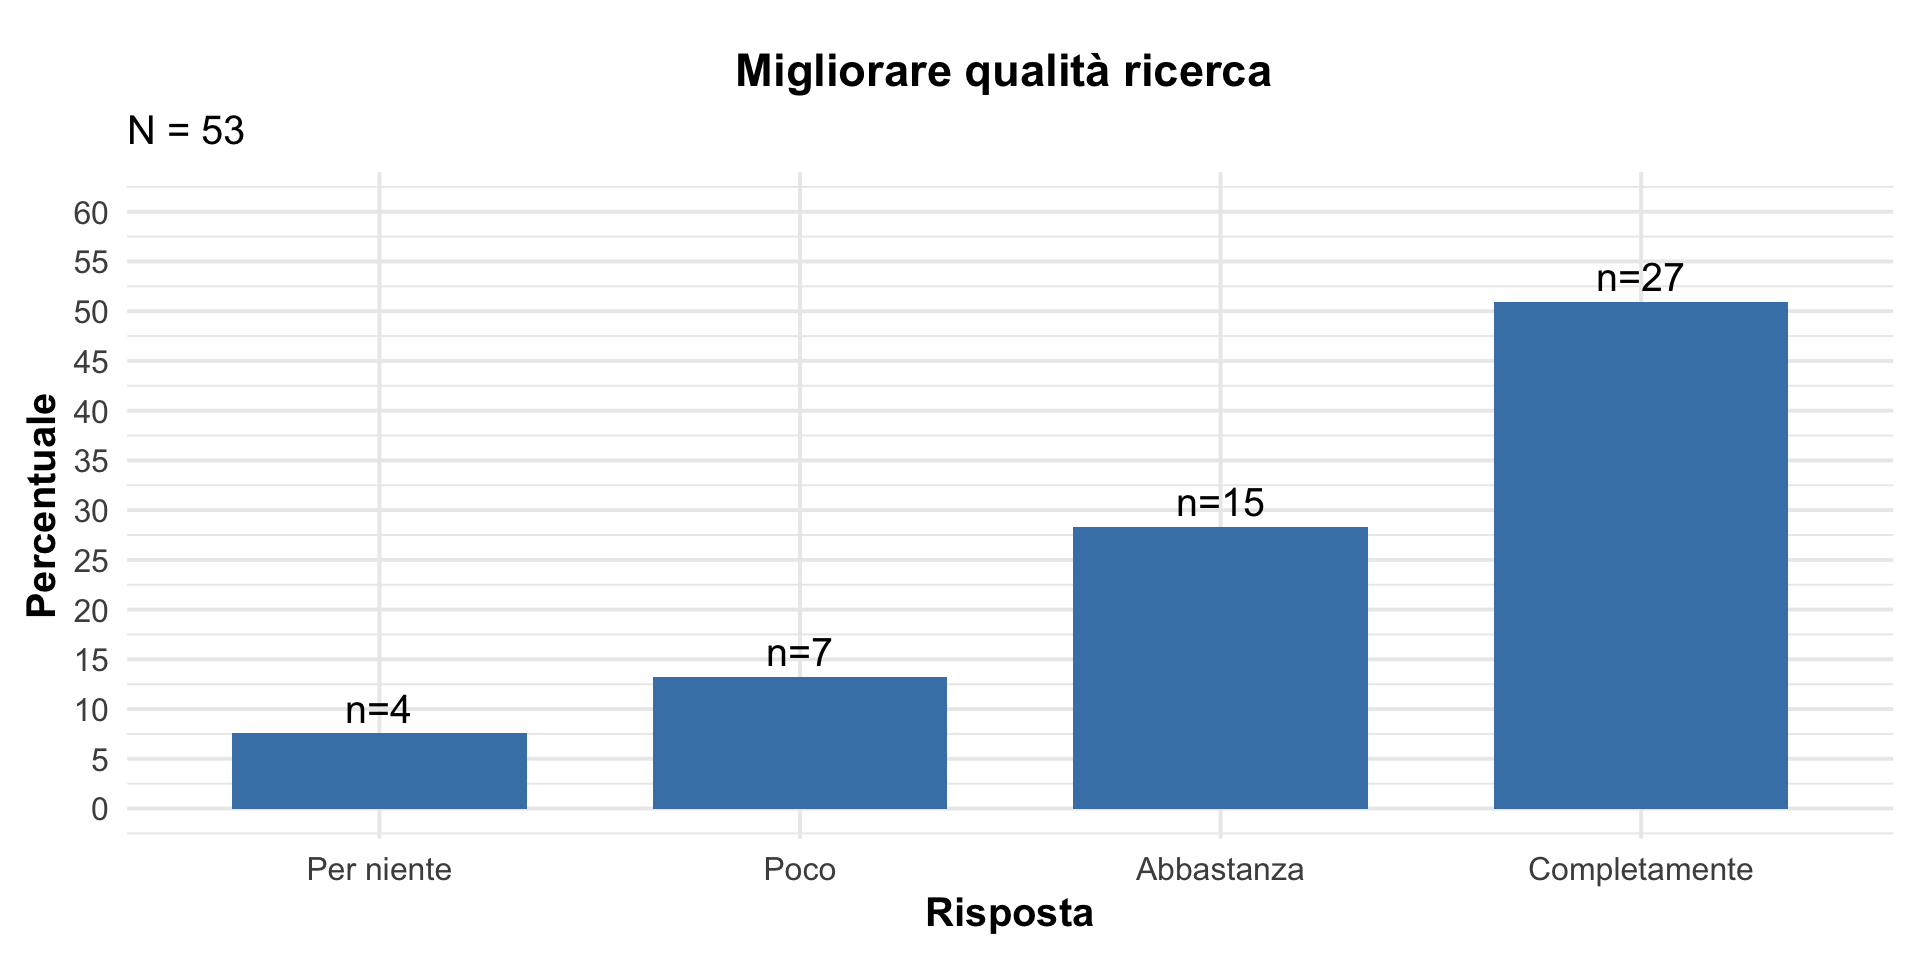 Migliorare qualità ricerca
N = 53
Percentuale
60
55
50
45
40
35
30
25
20
15
10
5
0
n=4
n=7
n=15
n=27
Per niente
Poco
Abbastanza
Completamente
Risposta